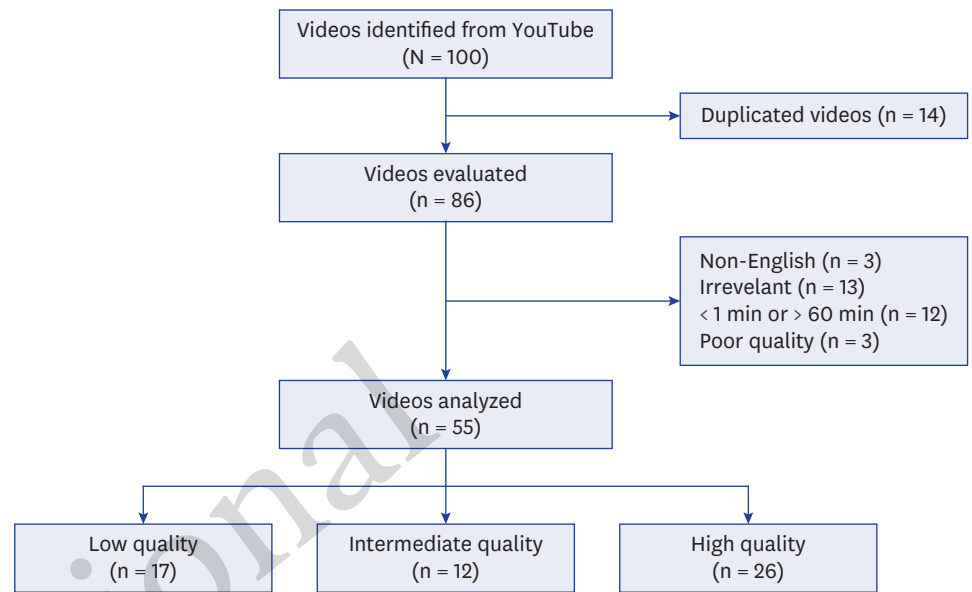 Videos identified from YouTube
(N = 100)
Duplicated videos (n = 14)
Videos evaluated
(n = 86)
Non-English (n = 3)
Irrevelant (n = 13)
< 1 min or > 60 min (n = 12)
Poor quality (n = 3)
Videos analyzed
(n = 55)
Low quality
(n = 17)
Intermediate quality
(n = 12)
High quality
(n = 26)
ional